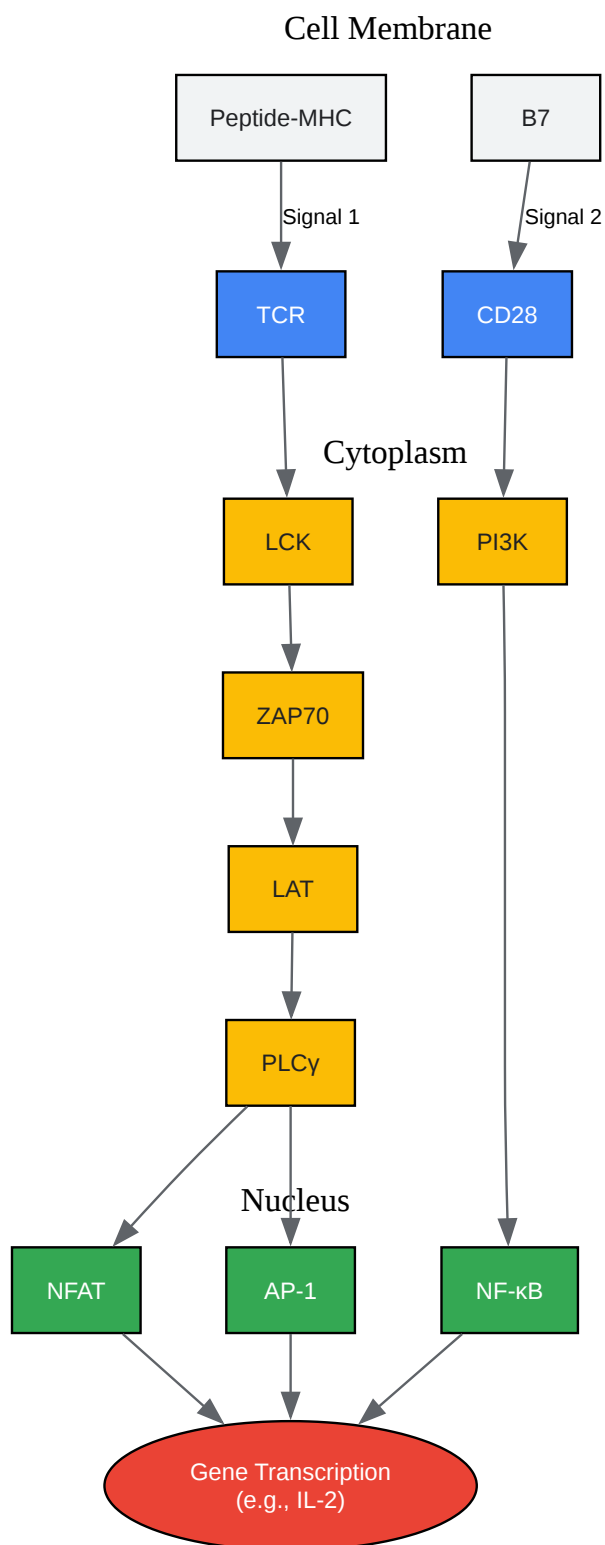 Cell Membrane
Peptide-MHC
B7
Signal 1
Signal 2
TCR
CD28
Cytoplasm
LCK
PI3K
ZAP70
LAT
PLCγ
Nucleus
NFAT
AP-1
NF-κB
Gene Transcription
(e.g., IL-2)